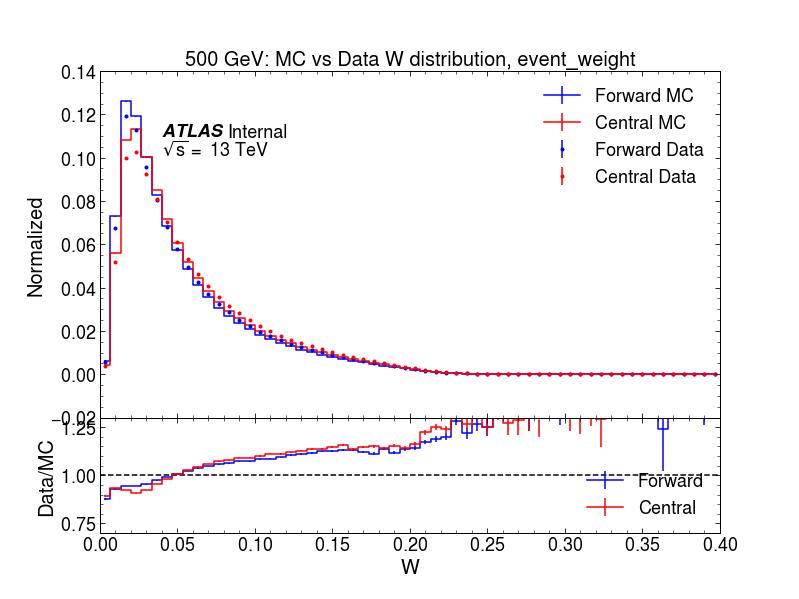 500 GeV: MC vs Data W distribution, event_weight
0.14
0.12
0.10
0.08
0.06
0.04
0.02
0.00
−0.02
Normalized
ATLAS Internal
√s = 13 TeV
Forward MC
Central MC
Forward Data
Central Data
1.25
1.00
0.75
Data/MC
Forward
Central
0.00 0.05 0.10 0.15 0.20 0.25 0.30 0.35 0.40
W